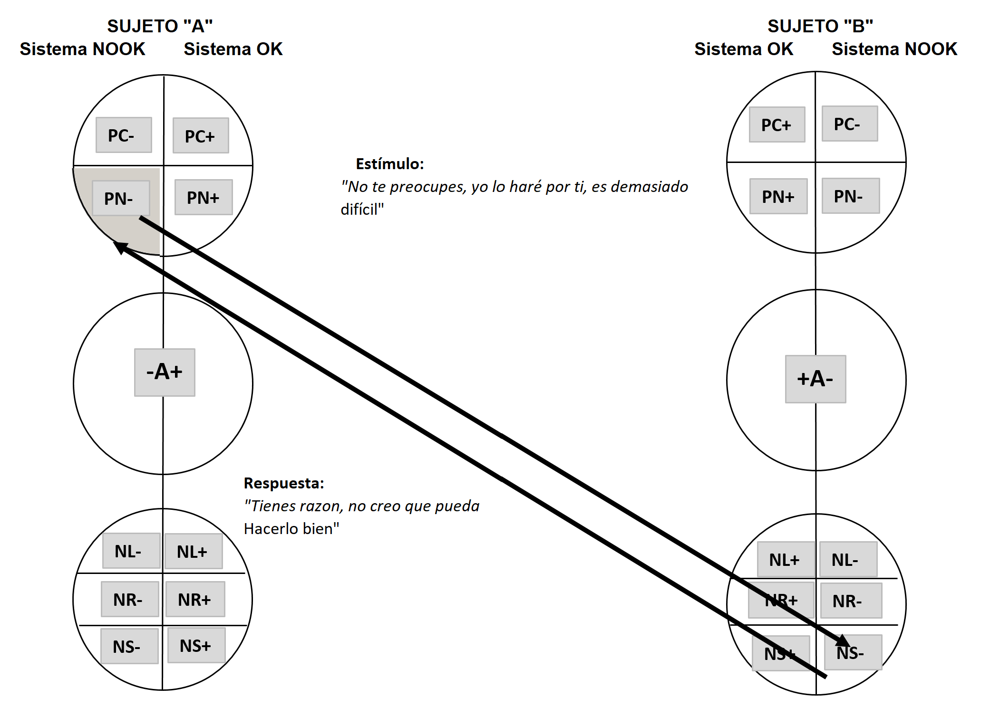 SUJETO "A"
Sistema NOOK Sistema OK
SUJETO "B"
Sistema OK Sistema NOOK
PC- PC+
PN- PN+
-A+
NL- NL+
NR- NR+
NS- NS+
Estímulo:
"No te preocupes, yo lo haré por ti, es demasiado
difícil"
Respuesta:
"Tienes razon, no creo que pueda
Hacerlo bien"
PC+ PC-
PN+ PN-
+A-
NL+ NL-
NR+ NR-
NS+ NS-